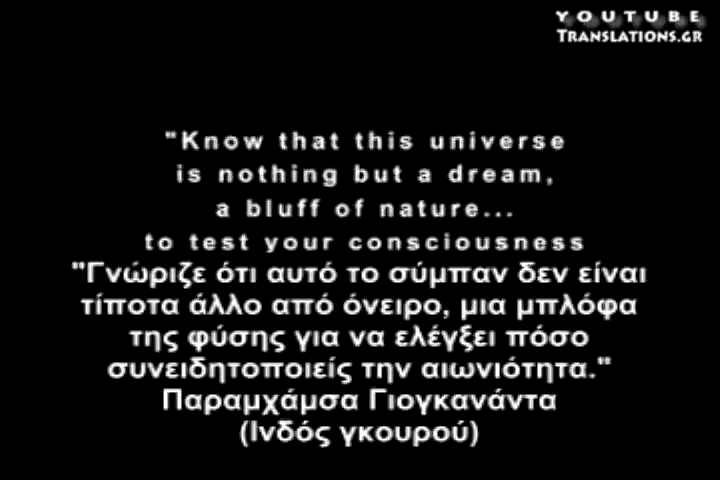 YOUTUBE
TRANSLATIONS.GR
"Know that this universe
is nothing but a dream,
a bluff of nature...
to test your consciousness
"Γνώριζε ότι αυτό το σύμπαν δεν είναι
τίποτα άλλο από όνειρο, μια μπλόφα
της φύσης για να ελέγξει πόσο
συνειδητοποιείς την αιωνιότητα."
Παραμχάμσα Γιογκανάντα
(Ινδός γκουρού)